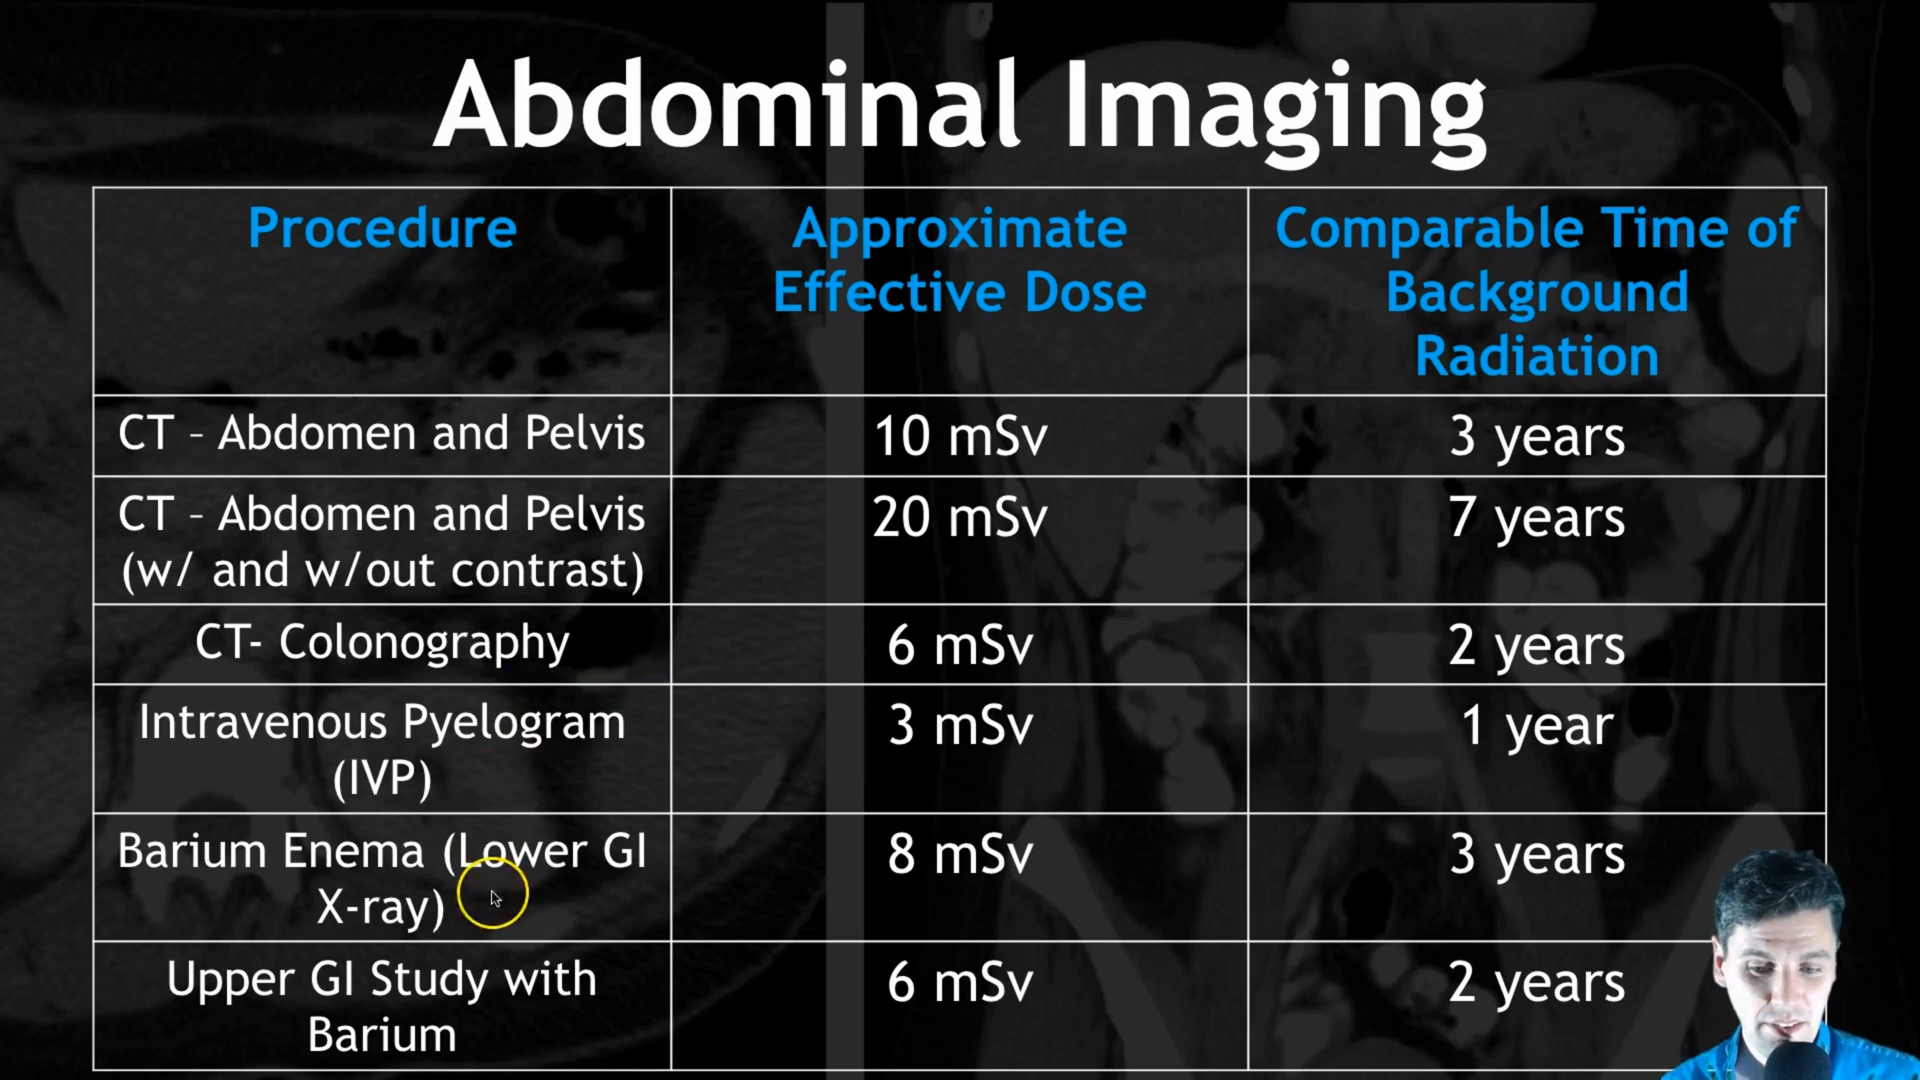 Abdominal Imaging
Procedure
Approximate
Effective Dose
Comparable Time of
Background
Radiation
CT – Abdomen and Pelvis
10 mSv
3 years
CT – Abdomen and Pelvis
(w/ and w/out contrast)
20 mSv
7 years
CT- Colonography
6 mSv
2 years
Intravenous Pyelogram
(IVP)
3 mSv
1 year
Barium Enema (Lower GI
X-ray)
8 mSv
3 years
Upper GI Study with
Barium
6 mSv
2 years